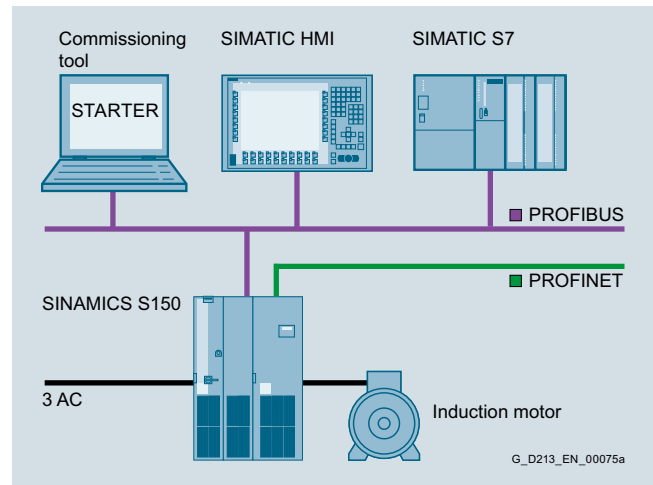 Commissioning
tool
SIMATIC HMI
SIMATIC S7
STARTER
PROFIBUS
PROFINET
SINAMICS S150
3 AC
Induction motor
G_D213_EN_00075a